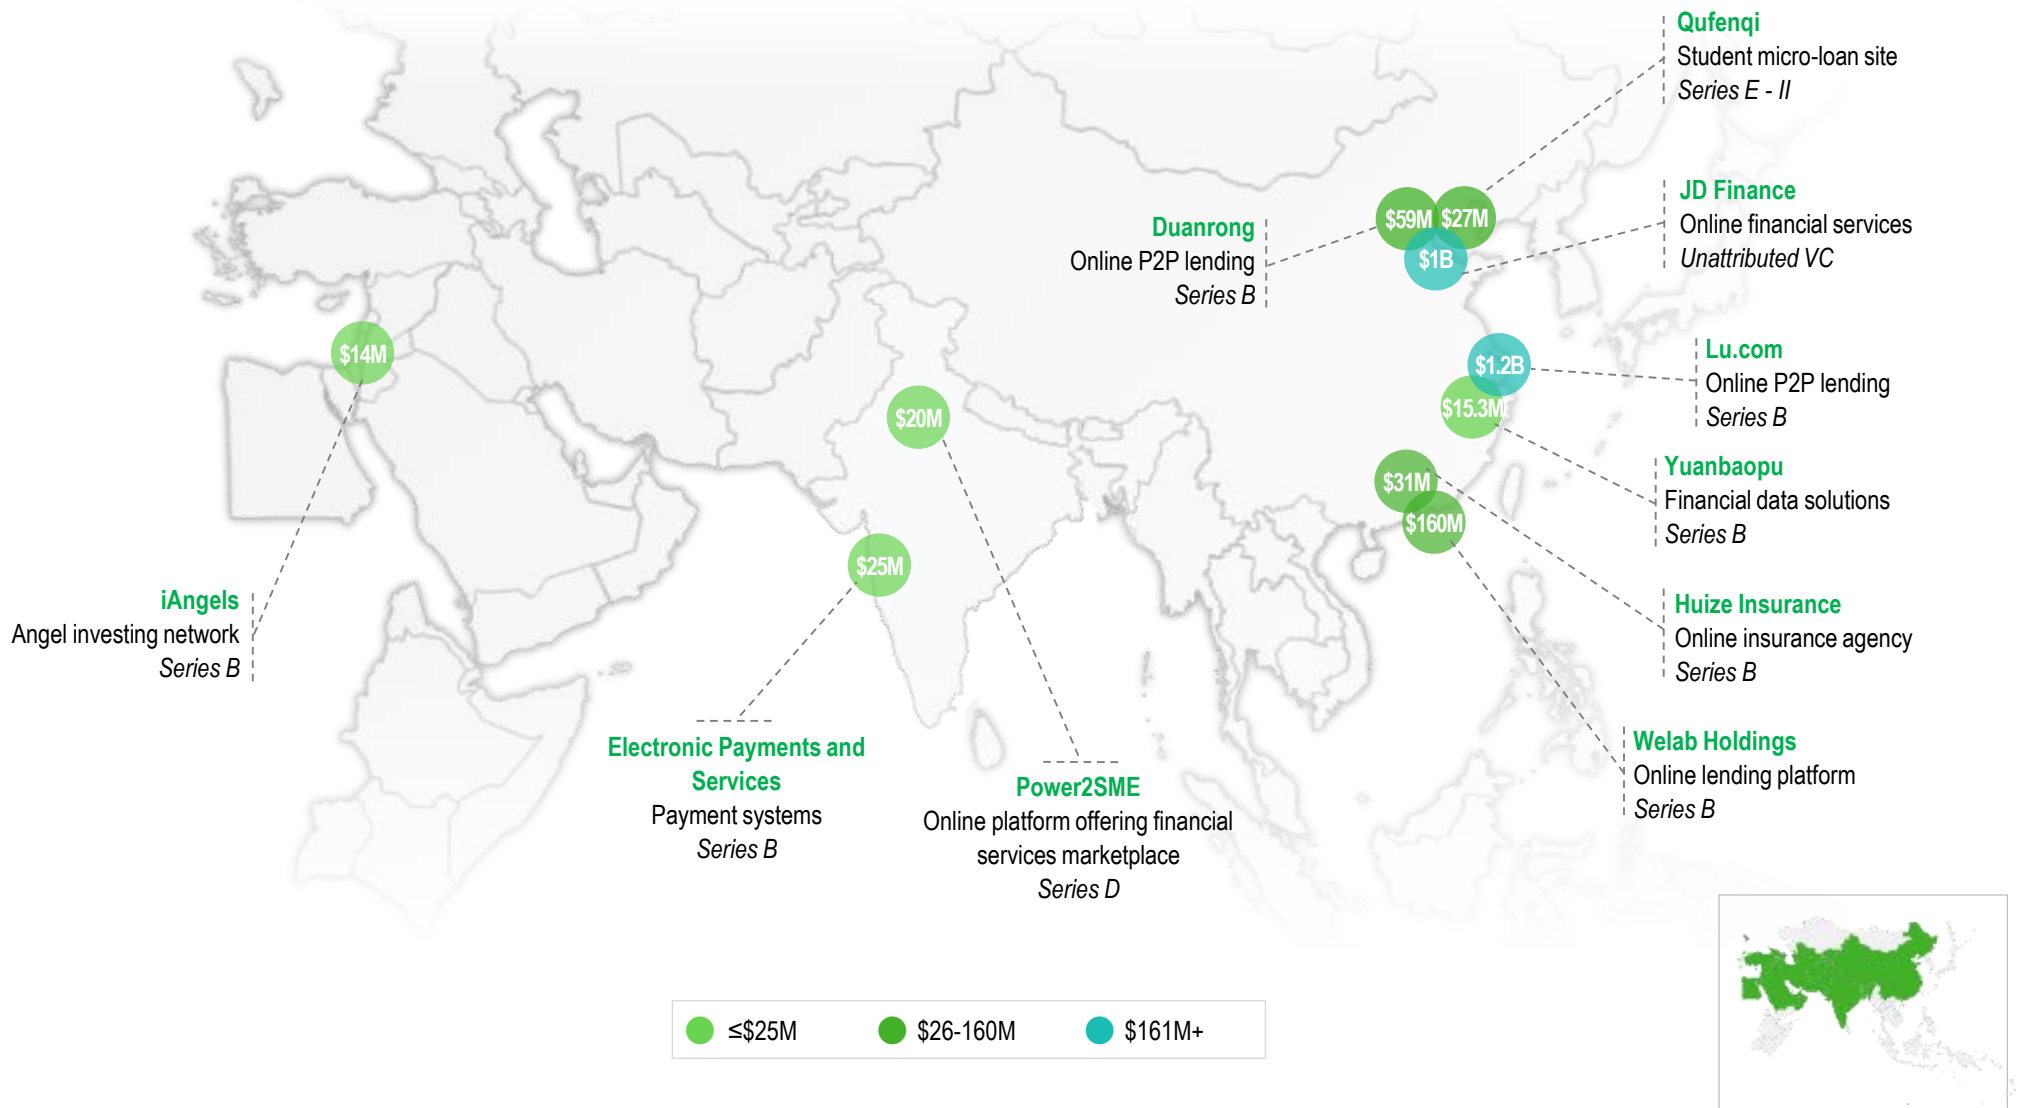 Qufenqi
Student micro-loan site
Series E - II
JD Finance
Online financial services
Unattributed VC
$59M
$27M
$1B
Duanrong
Online P2P lending
Series B
$14M
$1.2B
$15.3M
Lu.com
Online P2P lending
Series B
$20M
Yuanbaopu
Financial data solutions
Series B
$31M
$160M
$25M
iAngels
Angel investing network
Series B
Huize Insurance
Online insurance agency
Series B
Electronic Payments and
Services
Payment systems
Series B
Power2SME
Online platform offering financial
services marketplace
Series D
Welab Holdings
Online lending platform
Series B
≤$25M
$26-160M
$161M+